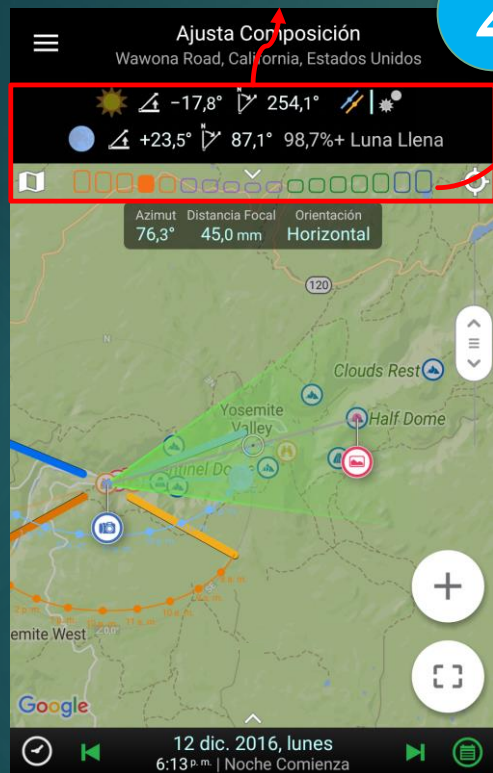 Ajusta Composición
Wawona Road, California, Estados Unidos
−17,8° N 254,1°
+23,5° N 87,1° 98,7%+ Luna Llena
Azimut Distancia Focal Orientación
76,3° 45,0 mm Horizontal
120
N
Clouds Rest
Yosemite
Valley
Half Dome
Sentinel Dome
emite West
Google
12 dic. 2016, lunes
6:13 p. m. | Noche Comienza